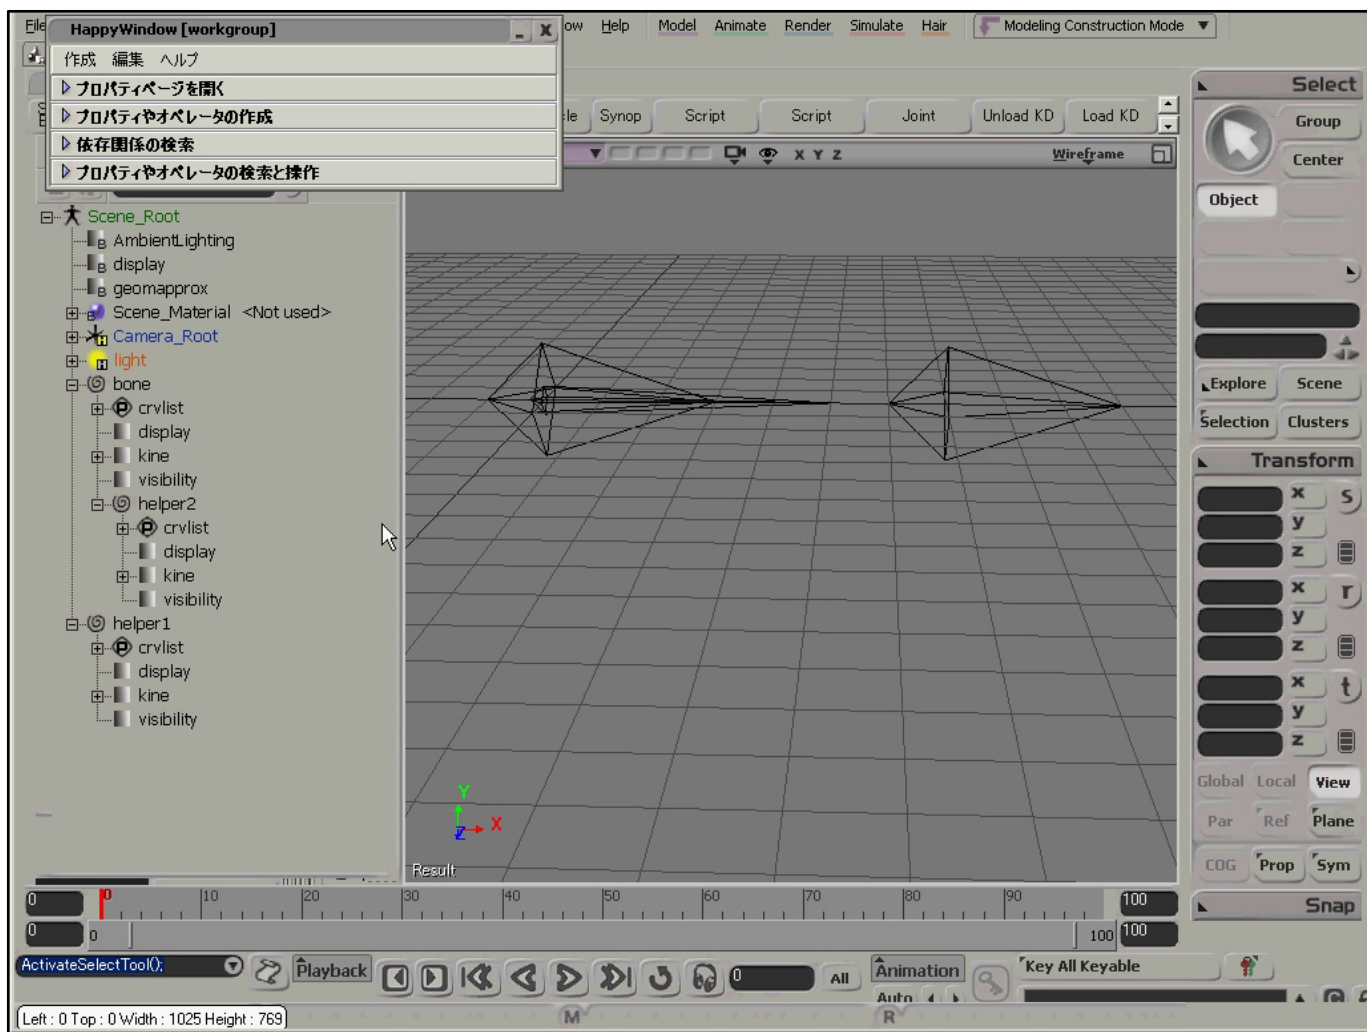 File
HappyWindow [workgroup]
ow Help Model Animate Render Simulate Hair Modeling Construction Mode
作成 編集 ヘルプ
プロパティページを開く
プロパティやオペレータの作成
依存関係の検索
プロパティやオペレータの検索と操作
le Synop Script Script Joint Unload KD Load KD
X Y Z Wireframe
Scene_Root
AmbientLighting
display
geomapprox
Scene_Material <Not used>
Camera_Root
light
bone
crvlist
display
kine
visibility
helper2
crvlist
display
kine
visibility
helper1
crvlist
display
kine
visibility
Y
X
Z
Result
Select
Group
Center
Object
Explore Scene
Selection Clusters
Transform
x s
y
z
x r
y
z
x t
y
z
Global Local View
Par Ref Plane
COG Prop Sym
Snap
0 0 10 20 30 40 50 60 70 80 90 100
0 0 100 100
ActivateSelectTool(); Playback 0 All Animation Key All Keyable
Auto
Left : 0 Top : 0 Width : 1025 Height : 769 M R